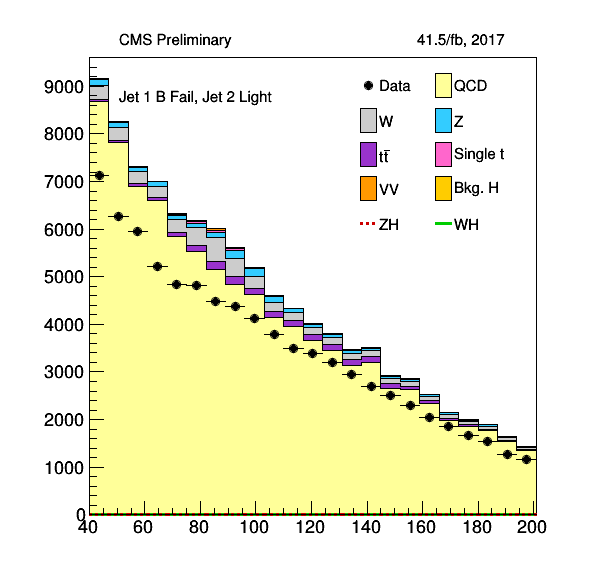 CMS Preliminary 41.5/fb, 2017
Jet 1 B Fail, Jet 2 Light
Data QCD
W Z
tt̅ Single t
VV Bkg. H
ZH WH
9000
8000
7000
6000
5000
4000
3000
2000
1000
0
40 60 80 100 120 140 160 180 200